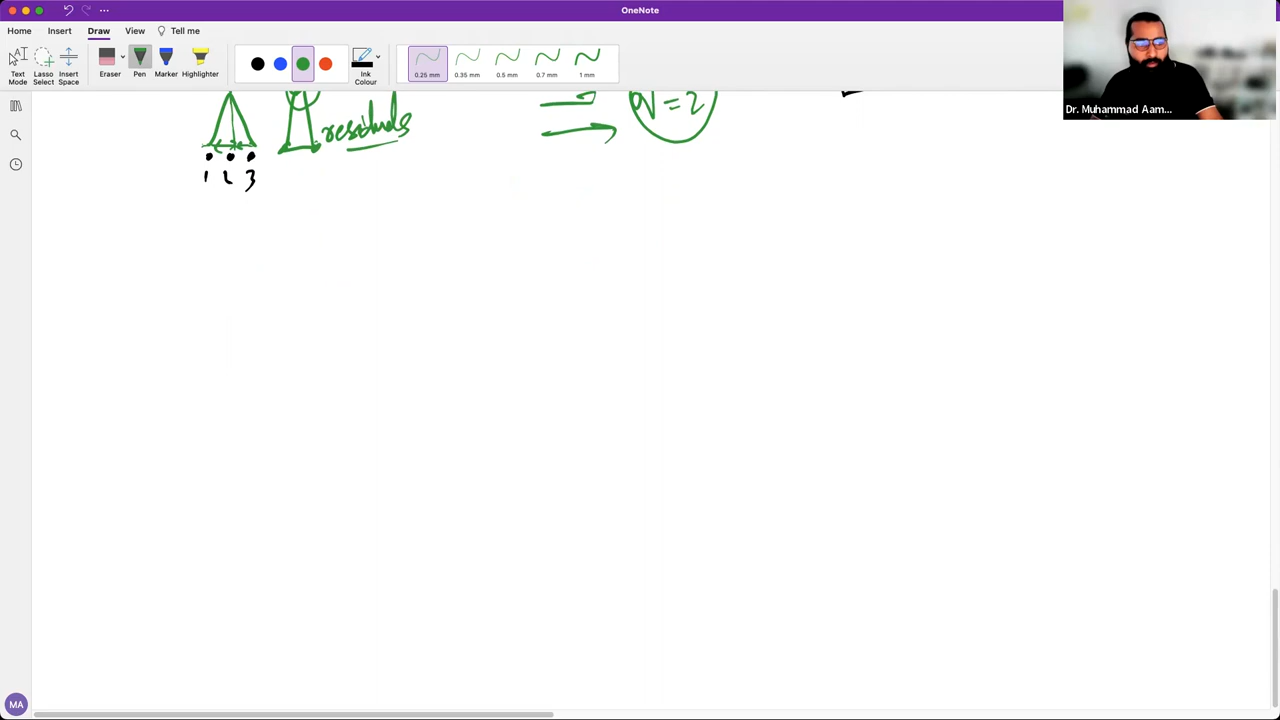 OneNote
Home Insert Draw View Tell me
Text Mode
Lasso Select
Insert Space
Eraser
Pen
Marker
Highlighter
Ink Colour
0.25 mm 0.35 mm 0.5 mm 0.7 mm 1 mm
Dr. Muhammad Aam...
residuals
= 2
1 2 3
MA